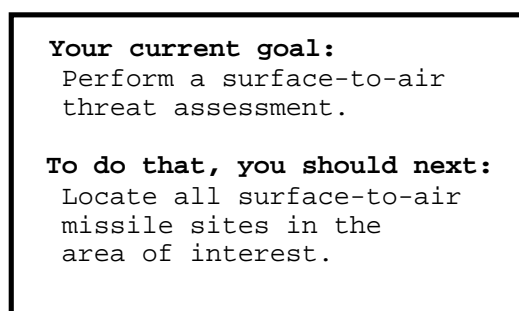 Your current goal:
Perform a surface-to-air
threat assessment.
To do that, you should next:
Locate all surface-to-air
missile sites in the
area of interest.